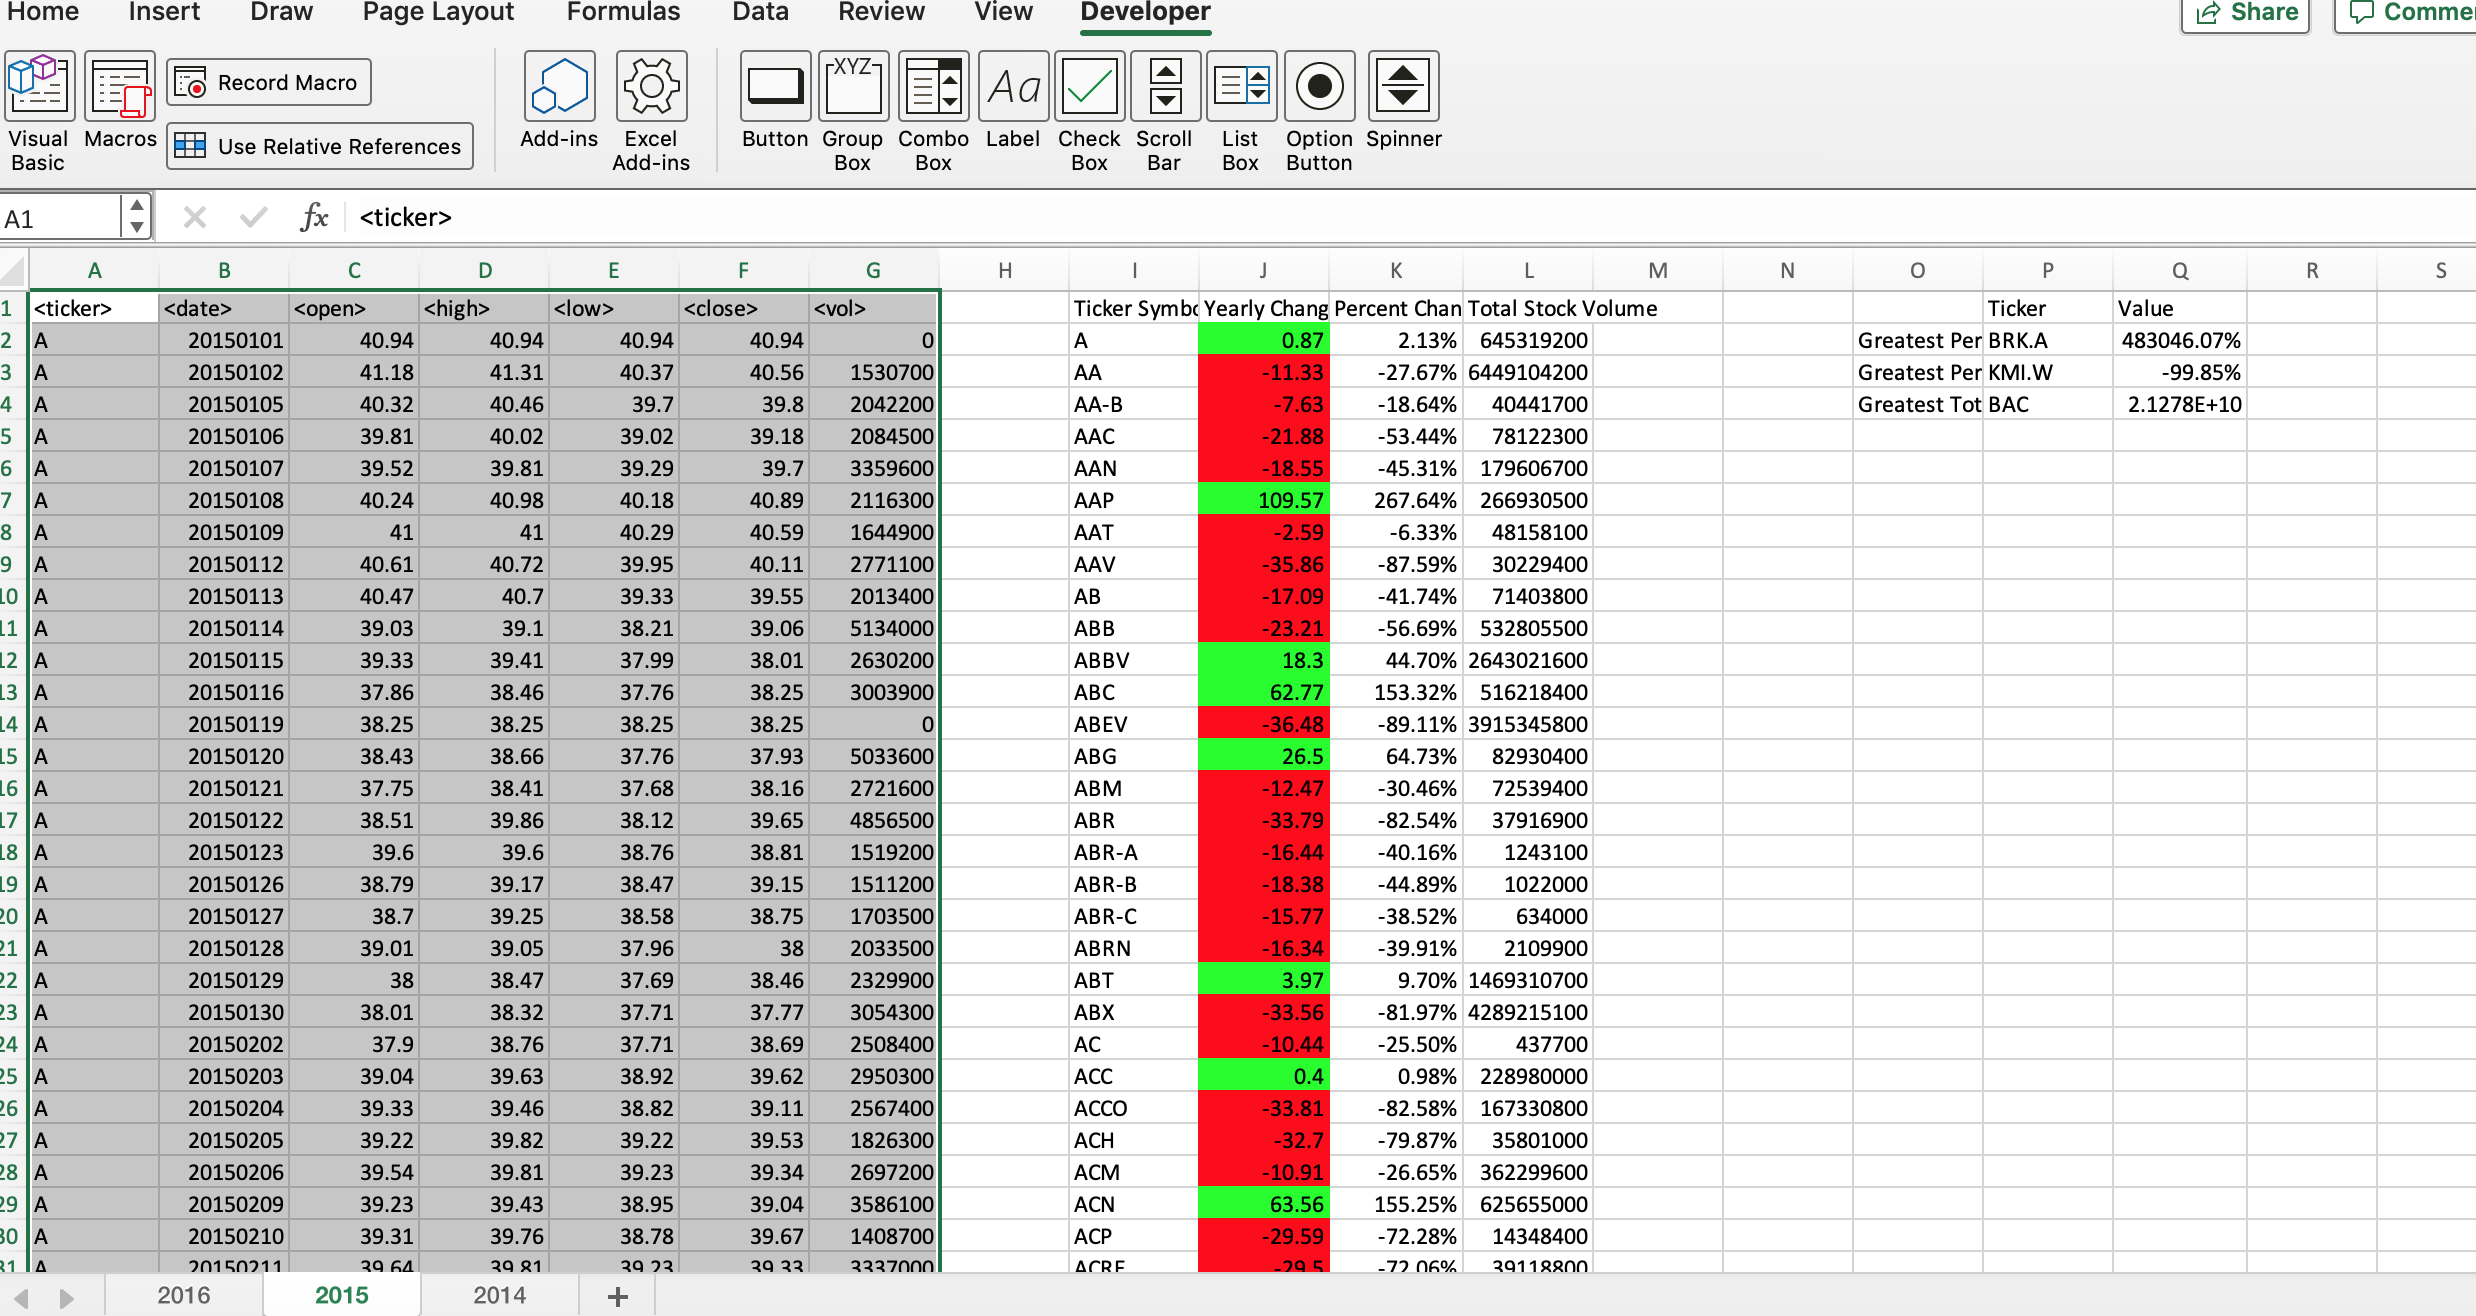 Home Insert Draw Page Layout Formulas Data Review View Developer Share Comme
Visual Basic Macros Record Macro Use Relative References Add-ins Excel Add-ins XYZ Aa Button Group Box Combo Box Label Check Box Scroll Bar List Box Option Button Spinner
A1 fx <ticker>
A B C D E F G H I J K L M N O P Q R S
1 <ticker> <date> <open> <high> <low> <close> <vol> Ticker Symbo Yearly Chang Percent Chan Total Stock Volume Ticker Value
2 A 20150101 40.94 40.94 40.94 40.94 0 A 0.87 2.13% 645319200 Greatest Per BRK.A 483046.07%
3 A 20150102 41.18 41.31 40.37 40.56 1530700 AA -11.33 -27.67% 6449104200 Greatest Per KMI.W -99.85%
4 A 20150105 40.32 40.46 39.7 39.8 2042200 AA-B -7.63 -18.64% 40441700 Greatest Tot BAC 2.1278E+10
5 A 20150106 39.81 40.02 39.02 39.18 2084500 AAC -21.88 -53.44% 78122300
6 A 20150107 39.52 39.81 39.29 39.7 3359600 AAN -18.55 -45.31% 179606700
7 A 20150108 40.24 40.98 40.18 40.89 2116300 AAP 109.57 267.64% 266930500
8 A 20150109 41 41 40.29 40.59 1644900 AAT -2.59 -6.33% 48158100
9 A 20150112 40.61 40.72 39.95 40.11 2771100 AAV -35.86 -87.59% 30229400
10 A 20150113 40.47 40.7 39.33 39.55 2013400 AB -17.09 -41.74% 71403800
11 A 20150114 39.03 39.1 38.21 39.06 5134000 ABB -23.21 -56.69% 532805500
12 A 20150115 39.33 39.41 37.99 38.01 2630200 ABBV 18.3 44.70% 2643021600
13 A 20150116 37.86 38.46 37.76 38.25 3003900 ABC 62.77 153.32% 516218400
14 A 20150119 38.25 38.25 38.25 38.25 0 ABEV -36.48 -89.11% 3915345800
15 A 20150120 38.43 38.66 37.76 37.93 5033600 ABG 26.5 64.73% 82930400
16 A 20150121 37.75 38.41 37.68 38.16 2721600 ABM -12.47 -30.46% 72539400
17 A 20150122 38.51 39.86 38.12 39.65 4856500 ABR -33.79 -82.54% 37916900
18 A 20150123 39.6 39.6 38.76 38.81 1519200 ABR-A -16.44 -40.16% 1243100
19 A 20150126 38.79 39.17 38.47 39.15 1511200 ABR-B -18.38 -44.89% 1022000
20 A 20150127 38.7 39.25 38.58 38.75 1703500 ABR-C -15.77 -38.52% 634000
21 A 20150128 39.01 39.05 37.96 38 2033500 ABRN -16.34 -39.91% 2109900
22 A 20150129 38 38.47 37.69 38.46 2329900 ABT 3.97 9.70% 1469310700
23 A 20150130 38.01 38.32 37.71 37.77 3054300 ABX -33.56 -81.97% 4289215100
24 A 20150202 37.9 38.76 37.71 38.69 2508400 AC -10.44 -25.50% 437700
25 A 20150203 39.04 39.63 38.92 39.62 2950300 ACC 0.4 0.98% 228980000
26 A 20150204 39.33 39.46 38.82 39.11 2567400 ACCO -33.81 -82.58% 167330800
27 A 20150205 39.22 39.82 39.22 39.53 1826300 ACH -32.7 -79.87% 35801000
28 A 20150206 39.54 39.81 39.23 39.34 2697200 ACM -10.91 -26.65% 362299600
29 A 20150209 39.23 39.43 38.95 39.04 3586100 ACN 63.56 155.25% 625655000
30 A 20150210 39.31 39.76 38.78 39.67 1408700 ACP -29.59 -72.28% 14348400
31 A 20150211 39.64 39.81 39.23 39.33 3337000 ACRE -29.5 -72.06% 39118800
2016 2015 2014 +